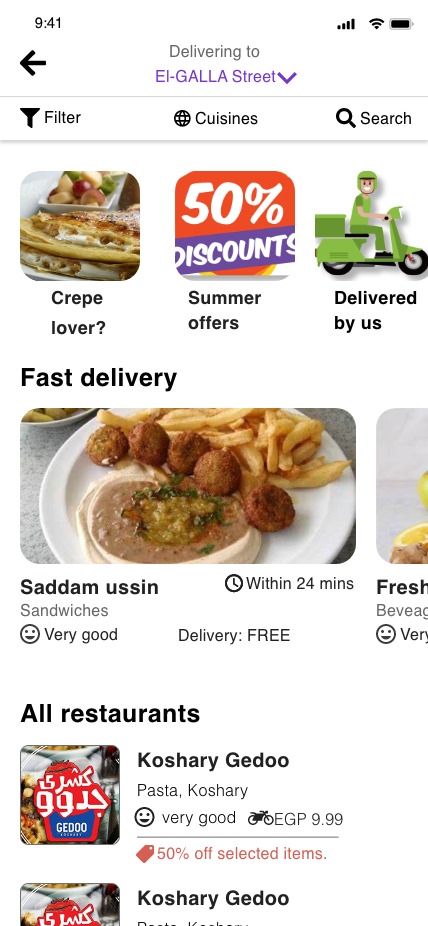 9:41
Delivering to
El-GALLA Street
Filter
Cuisines
Search
50%
DISCOUNTS
Crepe
lover?
Summer
offers
Delivered
by us
Fast delivery
Saddam ussin
Within 24 mins
Fresh
Sandwiches
Beveag
Very good
Delivery: FREE
Very
All restaurants
كشري
جدوو
GEDOO
KOSHARY
Koshary Gedoo
Pasta, Koshary
very good
EGP 9.99
50% off selected items.
كشري
Koshary Gedoo
Pasta, Koshary